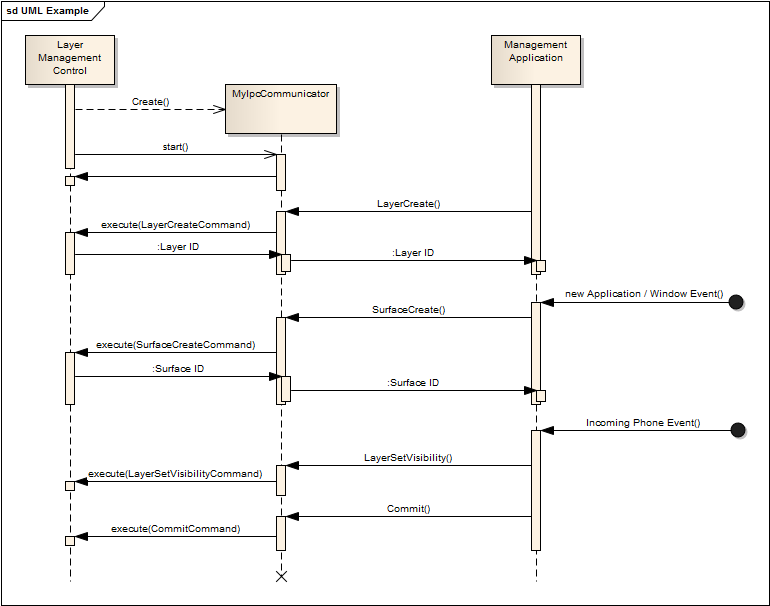 sd UML Example
Layer
Management
Control
Management
Application
MyIpcCommunicator
Create()
start()
LayerCreate()
execute(LayerCreateCommand)
:Layer ID
:Layer ID
new Application / Window Event()
SurfaceCreate()
execute(SurfaceCreateCommand)
:Surface ID
:Surface ID
Incoming Phone Event()
LayerSetVisibility()
execute(LayerSetVisibilityCommand)
Commit()
execute(CommitCommand)